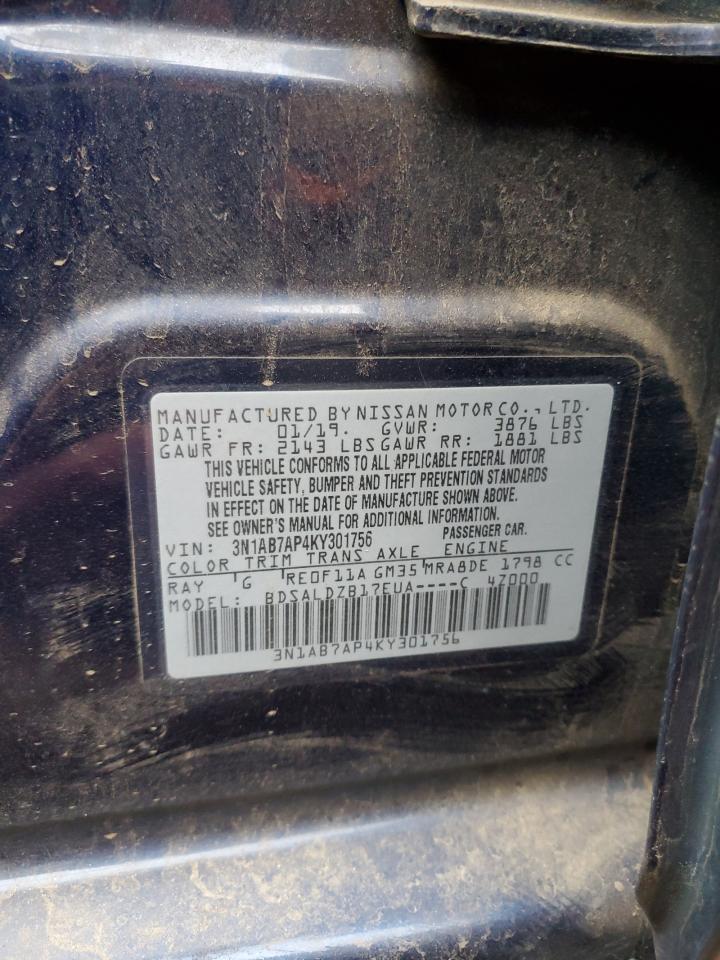 MANUFACTURED BY NISSAN MOTOR CO., LTD.
DATE: 01/19. GVWR: 3876 LBS
GAWR FR: 2143 LBS GAWR RR: 1881 LBS
THIS VEHICLE CONFORMS TO ALL APPLICABLE FEDERAL MOTOR
VEHICLE SAFETY, BUMPER AND THEFT PREVENTION STANDARDS
IN EFFECT ON THE DATE OF MANUFACTURE SHOWN ABOVE.
SEE OWNER'S MANUAL FOR ADDITIONAL INFORMATION.
VIN: 3N1AB7AP4KY301756 PASSENGER CAR.
COLOR TRIM TRANS AXLE ENGINE
RAY G RE0F11A GM35 MRA8DE 1798 CC
MODEL: BDSALDZB17EUA----C 4Z000
3N1AB7AP4KY301756